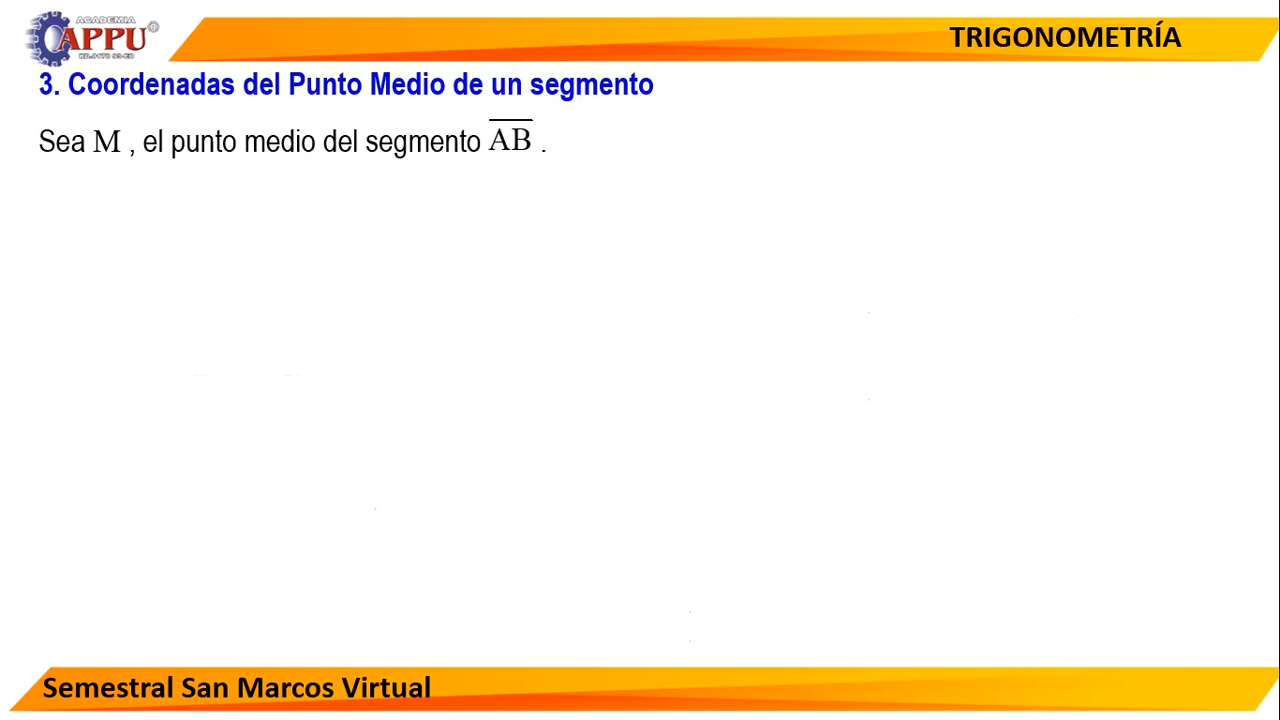 ACADEMIA
APPU®
TRIGONOMETRÍA
3. Coordenadas del Punto Medio de un segmento
Sea M , el punto medio del segmento A̅B̅ .
Semestral San Marcos Virtual